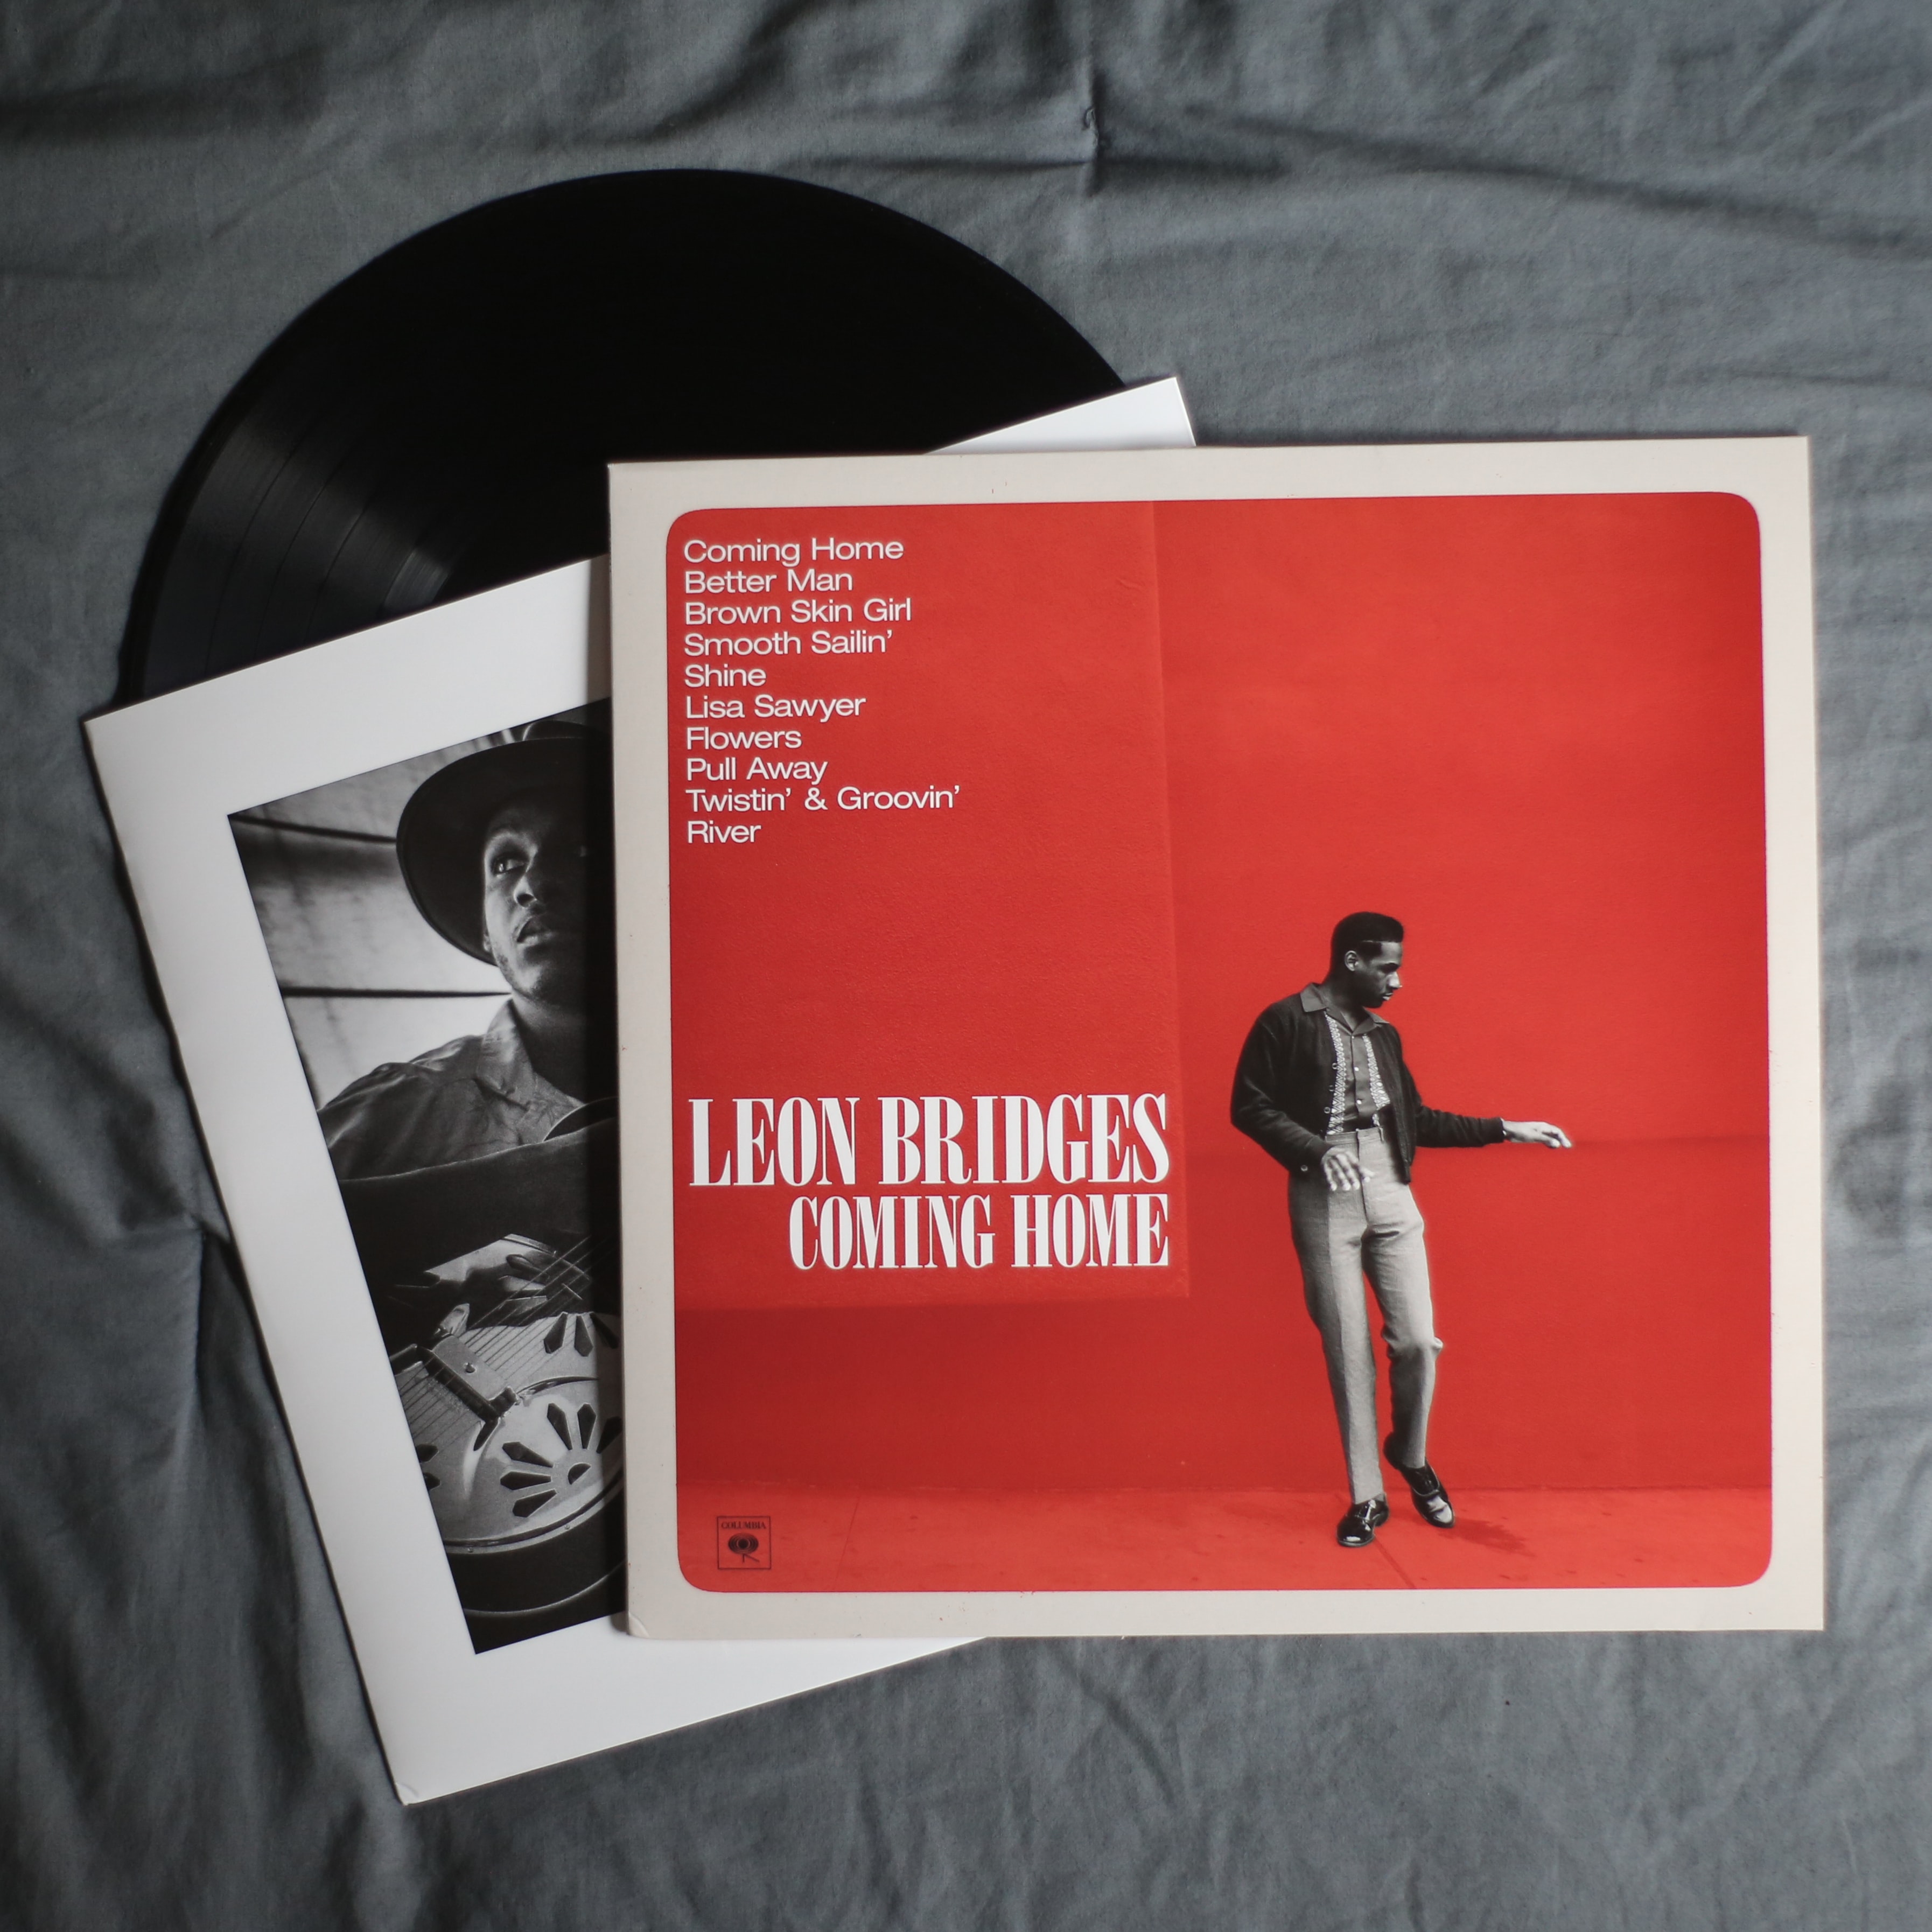 Coming Home
Better Man
Brown Skin Girl
Smooth Sailin’
Shine
Lisa Sawyer
Flowers
Pull Away
Twistin’ & Groovin’
River
LEON BRIDGES
COMING HOME
COLUMBIA